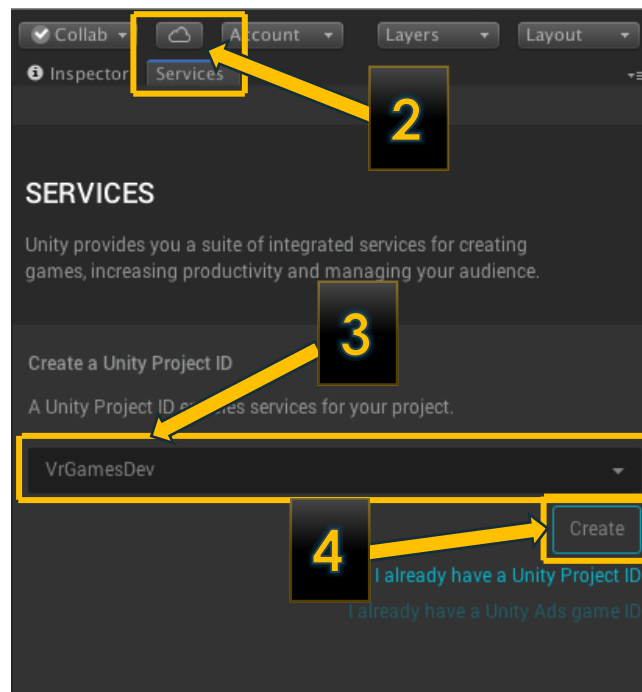 Collab Account Layers Layout
Inspector Services
2
SERVICES
Unity provides you a suite of integrated services for creating
games, increasing productivity and managing your audience.
3
Create a Unity Project ID
A Unity Project ID enables services for your project.
VrGamesDev
4
Create
I already have a Unity Project ID
I already have a Unity Ads game ID